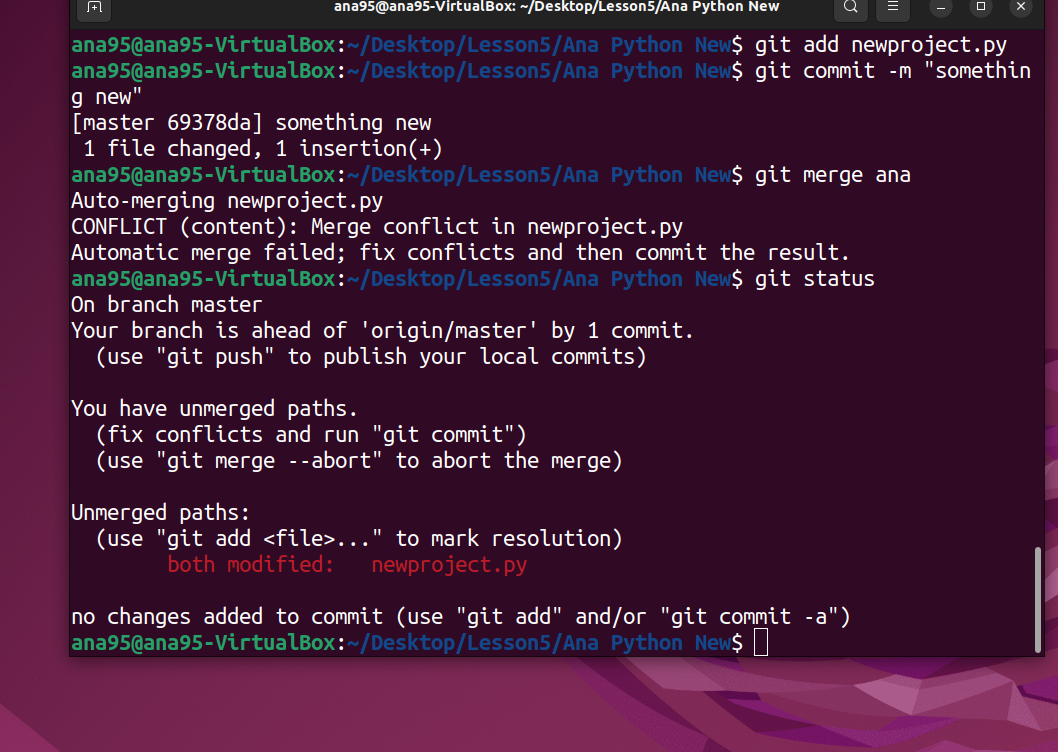 ana95@ana95-VirtualBox: ~/Desktop/Lesson5/Ana Python New
ana95@ana95-VirtualBox:~/Desktop/Lesson5/Ana Python New$ git add newproject.py
ana95@ana95-VirtualBox:~/Desktop/Lesson5/Ana Python New$ git commit -m "somethin
g new"
[master 69378da] something new
 1 file changed, 1 insertion(+)
ana95@ana95-VirtualBox:~/Desktop/Lesson5/Ana Python New$ git merge ana
Auto-merging newproject.py
CONFLICT (content): Merge conflict in newproject.py
Automatic merge failed; fix conflicts and then commit the result.
ana95@ana95-VirtualBox:~/Desktop/Lesson5/Ana Python New$ git status
On branch master
Your branch is ahead of 'origin/master' by 1 commit.
  (use "git push" to publish your local commits)

You have unmerged paths.
  (fix conflicts and run "git commit")
  (use "git merge --abort" to abort the merge)

Unmerged paths:
  (use "git add <file>..." to mark resolution)
        both modified:   newproject.py

no changes added to commit (use "git add" and/or "git commit -a")
ana95@ana95-VirtualBox:~/Desktop/Lesson5/Ana Python New$